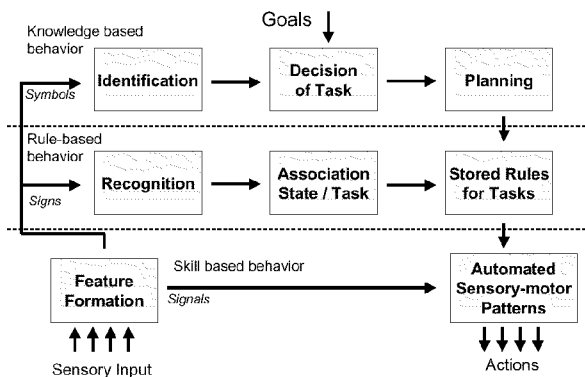 Goals
Knowledge based
behavior
Identification
Decision
of Task
Planning
Symbols
Rule-based
behavior
Recognition
Association
State / Task
Stored Rules
for Tasks
Signs
Skill based behavior
Feature
Formation
Signals
Automated
Sensory-motor
Patterns
Sensory Input
Actions